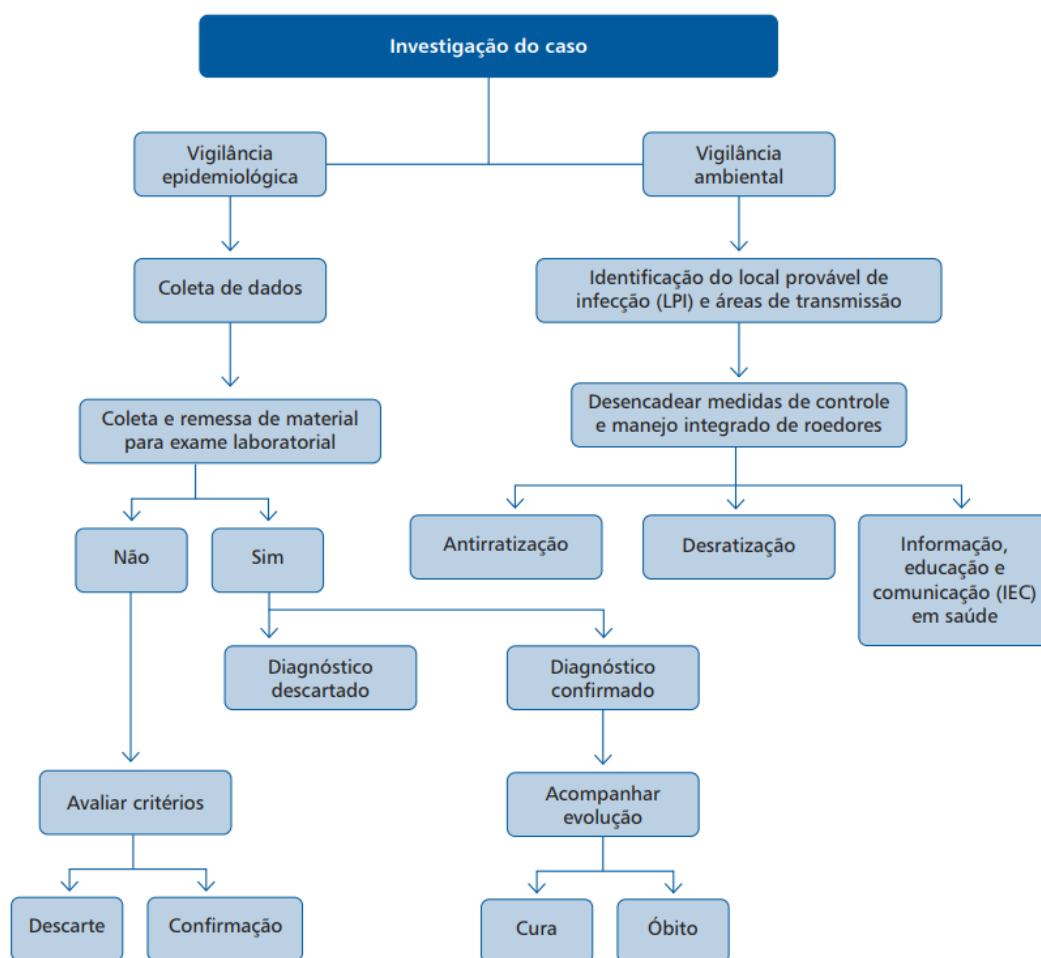 Investigação do caso
Vigilância
epidemiológica
Vigilância
ambiental
Coleta de dados
Identificação do local provável de
infecção (LPI) e áreas de transmissão
Coleta e remessa de material
para exame laboratorial
Desencadear medidas de controle
e manejo integrado de roedores
Não
Sim
Antirratização
Desratização
Informação,
educação e
comunicação (IEC)
em saúde
Diagnóstico
descartado
Diagnóstico
confirmado
Avaliar critérios
Acompanhar
evolução
Descarte
Confirmação
Cura
Óbito